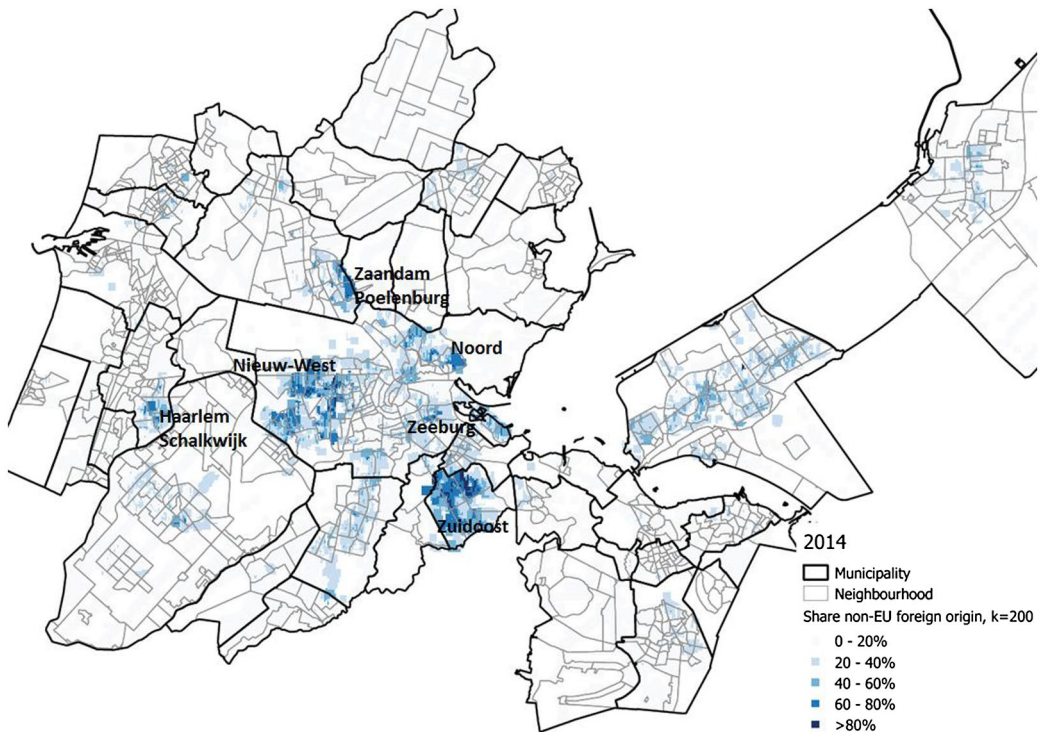 Zaandam
Poelenburg
Noord
Nieuw-West
Haarlem
Schalkwijk
Zeeburg
Zuidoost
2014
Municipality
Neighbourhood
Share non-EU foreign origin, k=200
0 - 20%
20 - 40%
40 - 60%
60 - 80%
>80%